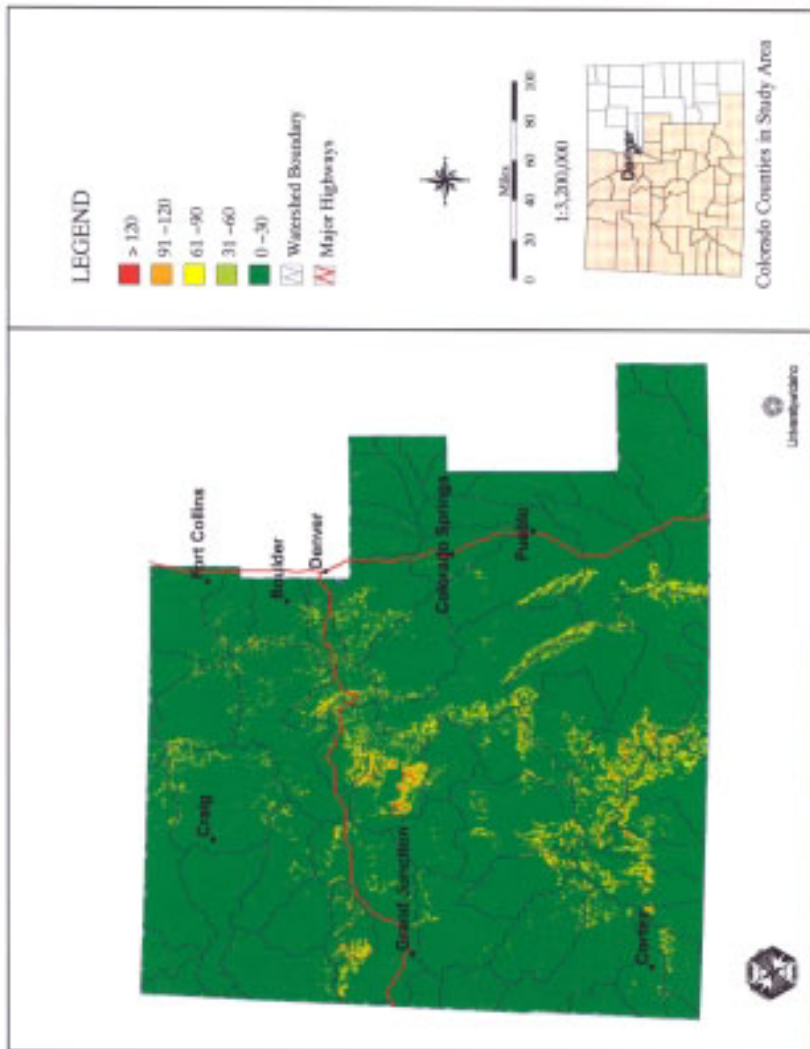 LEGEND
> 120
91 –120
61 –90
31 –60
0 –30
Watershed Boundary
Major Highways
Miles
0 20 40 60 80 100
1:3,200,000
Denver
Colorado Counties in Study Area
Fort Collins
Boulder
Denver
Craig
Colorado Springs
Pueblo
Grand Junction
Cortez
UniversityofIdaho